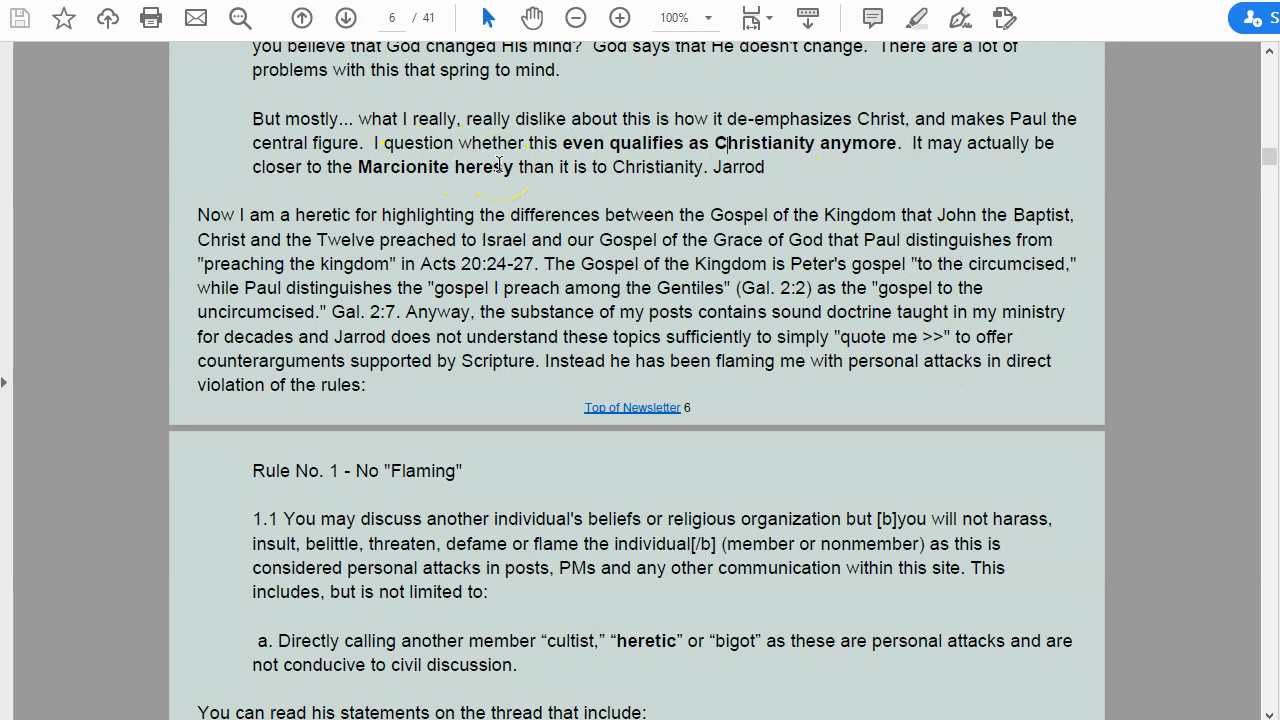 6 / 41
100%
S
you believe that God changed His mind?  God says that He doesn't change.  There are a lot of
problems with this that spring to mind.
But mostly... what I really, really dislike about this is how it de-emphasizes Christ, and makes Paul the
central figure.  I question whether this even qualifies as Christianity anymore.  It may actually be
closer to the Marcionite heresy than it is to Christianity. Jarrod
Now I am a heretic for highlighting the differences between the Gospel of the Kingdom that John the Baptist,
Christ and the Twelve preached to Israel and our Gospel of the Grace of God that Paul distinguishes from
"preaching the kingdom" in Acts 20:24-27. The Gospel of the Kingdom is Peter's gospel "to the circumcised,"
while Paul distinguishes the "gospel I preach among the Gentiles" (Gal. 2:2) as the "gospel to the
uncircumcised." Gal. 2:7. Anyway, the substance of my posts contains sound doctrine taught in my ministry
for decades and Jarrod does not understand these topics sufficiently to simply "quote me >>" to offer
counterarguments supported by Scripture. Instead he has been flaming me with personal attacks in direct
violation of the rules:
Top of Newsletter 6
Rule No. 1 - No "Flaming"
1.1 You may discuss another individual's beliefs or religious organization but [b]you will not harass,
insult, belittle, threaten, defame or flame the individual[/b] (member or nonmember) as this is
considered personal attacks in posts, PMs and any other communication within this site. This
includes, but is not limited to:
a. Directly calling another member “cultist,” “heretic” or “bigot” as these are personal attacks and are
not conducive to civil discussion.
You can read his statements on the thread that include: